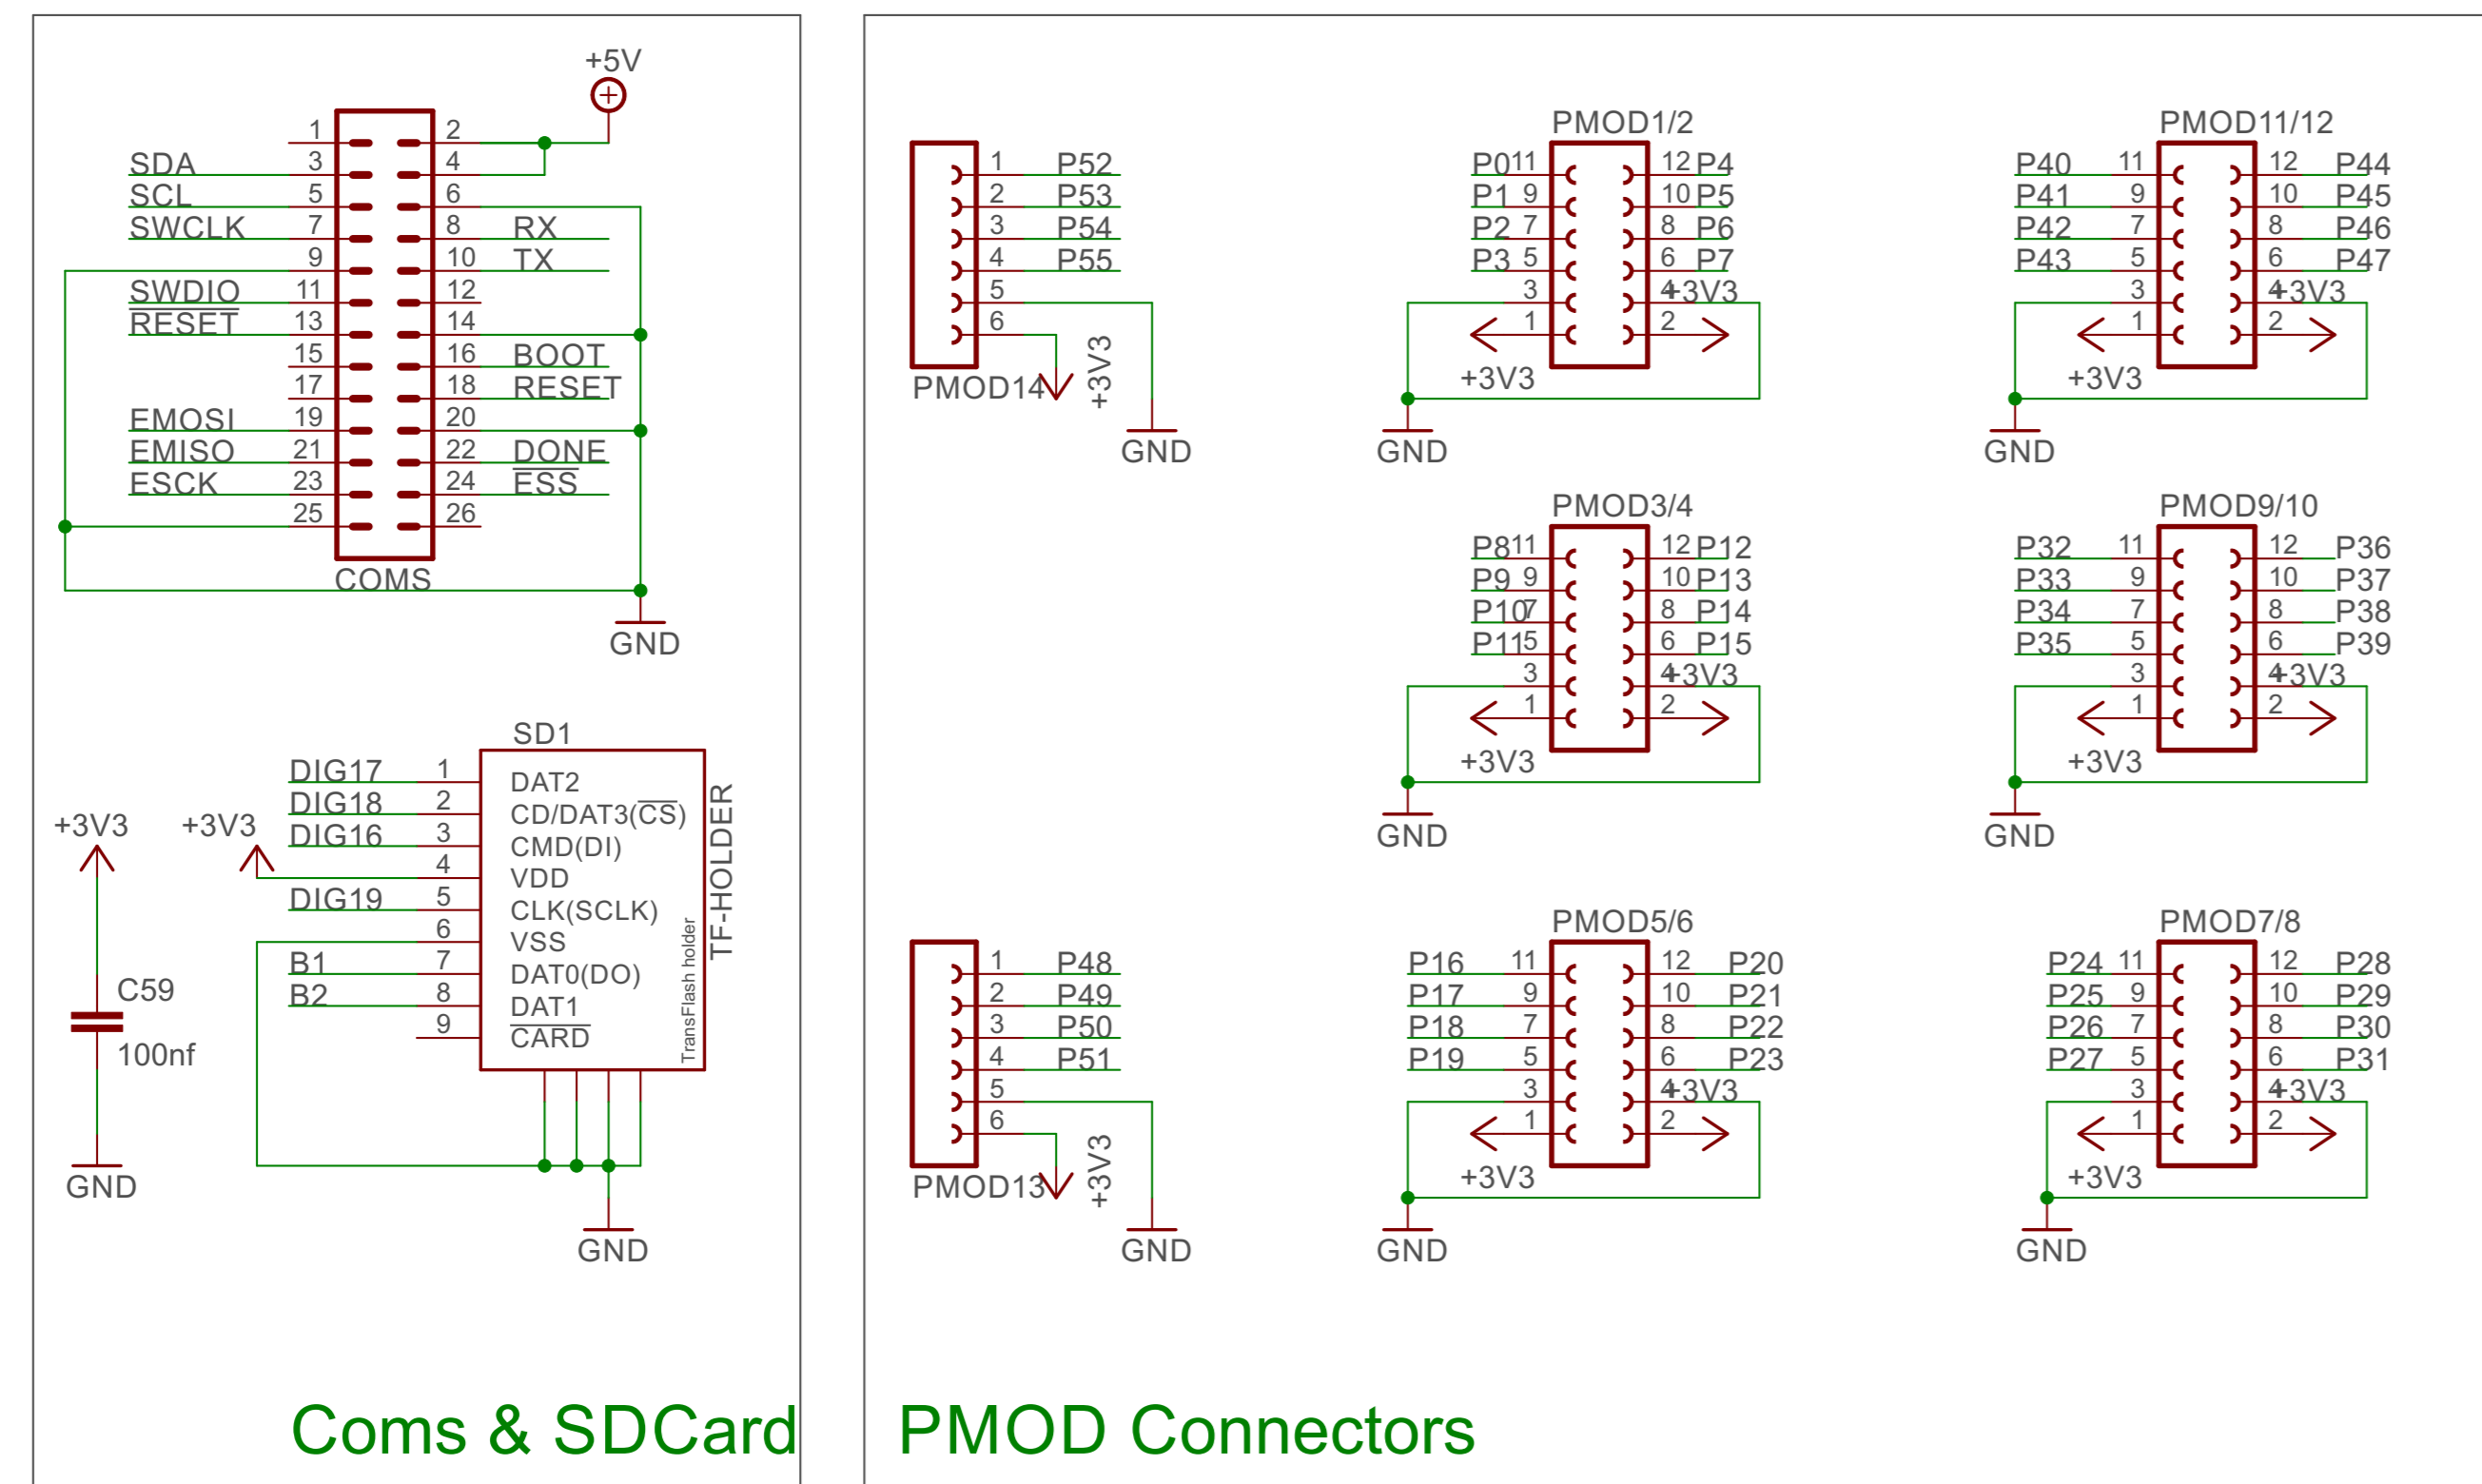 +5V
1 2
SDA 3 4
SCL 5 6
SWCLK 7 8 RX
9 10 TX
SWDIO 11 12
RESET 13 14
15 16 BOOT
17 18 RESET
EMOSI 19 20
EMISO 21 22 DONE
ESCK 23 24 ESS
25 26
COMS
GND
SD1
DIG17 1 DAT2
DIG18 2 CD/DAT3(CS)
DIG16 3 CMD(DI)
+3V3 +3V3
4 VDD
DIG19 5 CLK(SCLK)
6 VSS
B1 7 DAT0(DO)
B2 8 DAT1
9 CARD
TransFlash holder
TF-HOLDER
C59
100nf
GND
GND
Coms & SDCard
1 P52
2 P53
3 P54
4 P55
5
6
+3V3
PMOD14
GND
PMOD1/2
P0 11 12 P4
P1 9 10 P5
P2 7 8 P6
P3 5 6 P7
3 4 +3V3
1 2
+3V3
GND
PMOD11/12
P40 11 12 P44
P41 9 10 P45
P42 7 8 P46
P43 5 6 P47
3 4 +3V3
1 2
+3V3
GND
PMOD3/4
P8 11 12 P12
P9 9 10 P13
P10 7 8 P14
P11 5 6 P15
3 4 +3V3
1 2
+3V3
GND
PMOD9/10
P32 11 12 P36
P33 9 10 P37
P34 7 8 P38
P35 5 6 P39
3 4 +3V3
1 2
+3V3
GND
1 P48
2 P49
3 P50
4 P51
5
6
+3V3
PMOD13
GND
PMOD5/6
P16 11 12 P20
P17 9 10 P21
P18 7 8 P22
P19 5 6 P23
3 4 +3V3
1 2
+3V3
GND
PMOD7/8
P24 11 12 P28
P25 9 10 P29
P26 7 8 P30
P27 5 6 P31
3 4 +3V3
1 2
+3V3
GND
PMOD Connectors